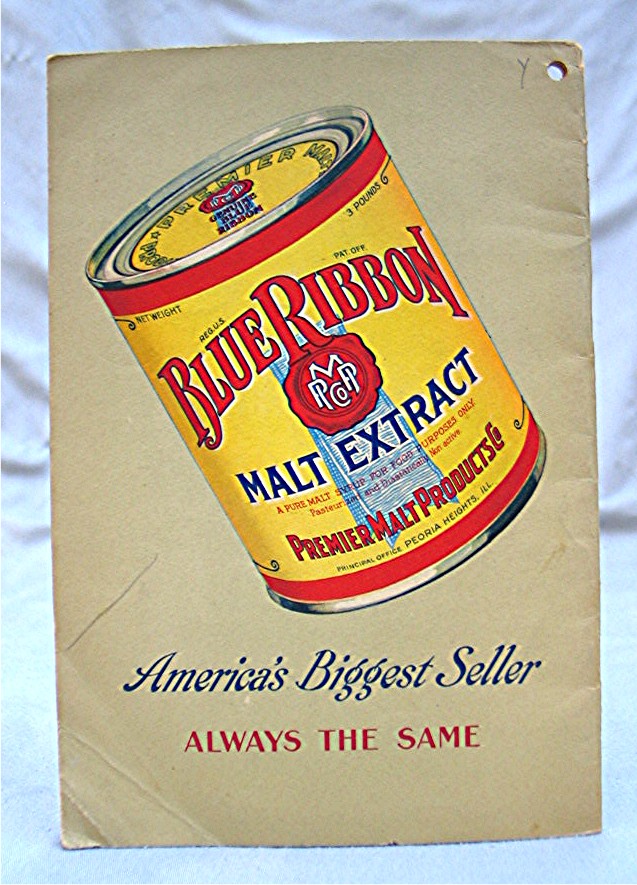 Y
PREMIER MALT
BLUE
RIBBON
NET WEIGHT
3 POUNDS
REG. U.S.
PAT. OFF.
BLUE RIBBON
M
PCOP
MALT EXTRACT
A PURE MALT SYRUP FOR FOOD PURPOSES ONLY
Pasteurized and Diastatically Non active.
PREMIER MALT PRODUCTS Co
PRINCIPAL OFFICE PEORIA HEIGHTS, ILL.
America's Biggest Seller
ALWAYS THE SAME